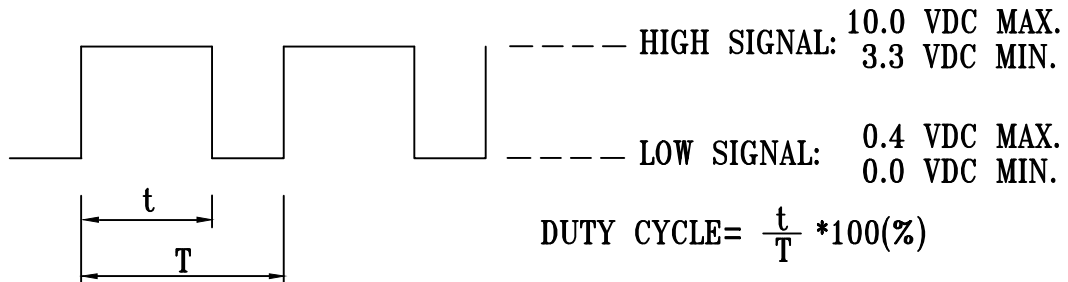 HIGH SIGNAL: 10.0 VDC MAX.
3.3 VDC MIN.
LOW SIGNAL: 0.4 VDC MAX.
0.0 VDC MIN.
t
T
DUTY CYCLE= t/T *100(%)